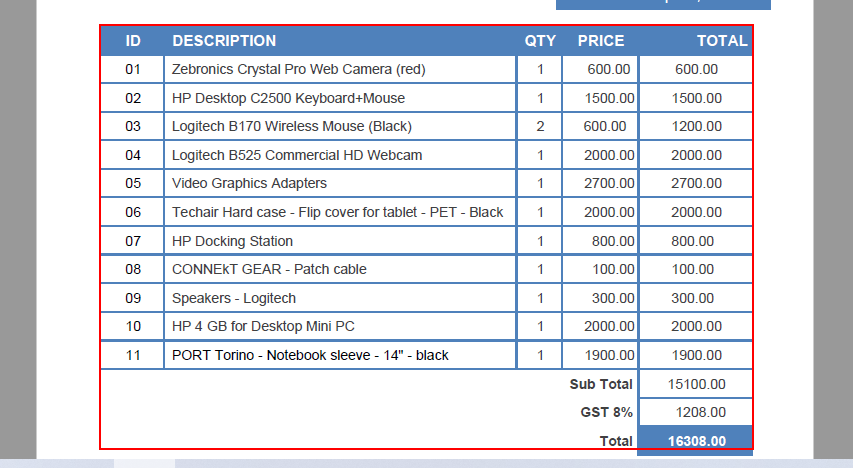 ID DESCRIPTION QTY PRICE TOTAL
01 Zebronics Crystal Pro Web Camera (red) 1 600.00 600.00
02 HP Desktop C2500 Keyboard+Mouse 1 1500.00 1500.00
03 Logitech B170 Wireless Mouse (Black) 2 600.00 1200.00
04 Logitech B525 Commercial HD Webcam 1 2000.00 2000.00
05 Video Graphics Adapters 1 2700.00 2700.00
06 Techair Hard case - Flip cover for tablet - PET - Black 1 2000.00 2000.00
07 HP Docking Station 1 800.00 800.00
08 CONNEkT GEAR - Patch cable 1 100.00 100.00
09 Speakers - Logitech 1 300.00 300.00
10 HP 4 GB for Desktop Mini PC 1 2000.00 2000.00
11 PORT Torino - Notebook sleeve - 14" - black 1 1900.00 1900.00
Sub Total 15100.00
GST 8% 1208.00
Total 16308.00